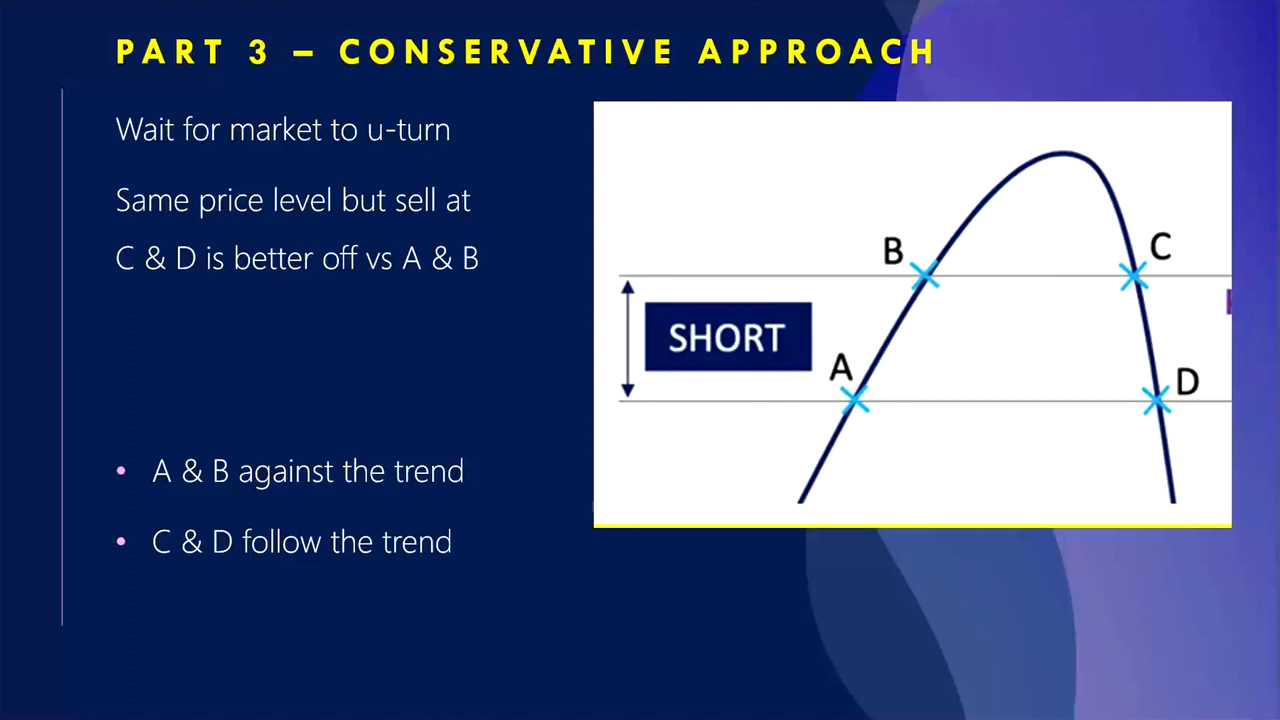 PART 3 – CONSERVATIVE APPROACH
Wait for market to u-turn
Same price level but sell at
C & D is better off vs A & B
• A & B against the trend
• C & D follow the trend
B
C
SHORT
A
D